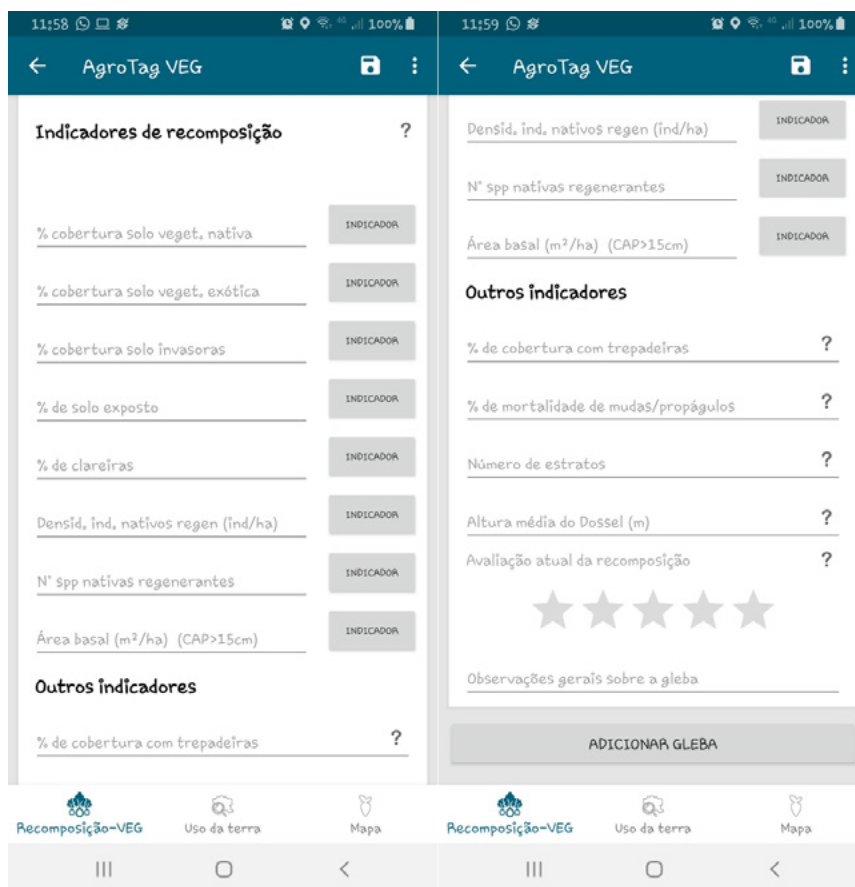 11:58
100%
AgroTag VEG
Indicadores de recomposição
?
% cobertura solo veget. nativa
INDICADOR
% cobertura solo veget. exótica
INDICADOR
% cobertura solo invasoras
INDICADOR
% de solo exposto
INDICADOR
% de clareiras
INDICADOR
Densid. ind. nativos regen (ind/ha)
INDICADOR
N° spp nativas regenerantes
INDICADOR
Área basal (m²/ha) (CAP>15cm)
INDICADOR
Outros indicadores
% de cobertura com trepadeiras
?
Recomposição-VEG
Uso da terra
Mapa
11:59
4G
100%
AgroTag VEG
Densid. ind. nativos regen (ind/ha)
INDICADOR
N° spp nativas regenerantes
INDICADOR
Área basal (m²/ha) (CAP>15cm)
INDICADOR
Outros indicadores
% de cobertura com trepadeiras
?
% de mortalidade de mudas/propágulos
?
Número de estratos
?
Altura média do Dossel (m)
?
Avaliação atual da recomposição
?
Observações gerais sobre a gleba
ADICIONAR GLEBA
Recomposição-VEG
Uso da terra
Mapa